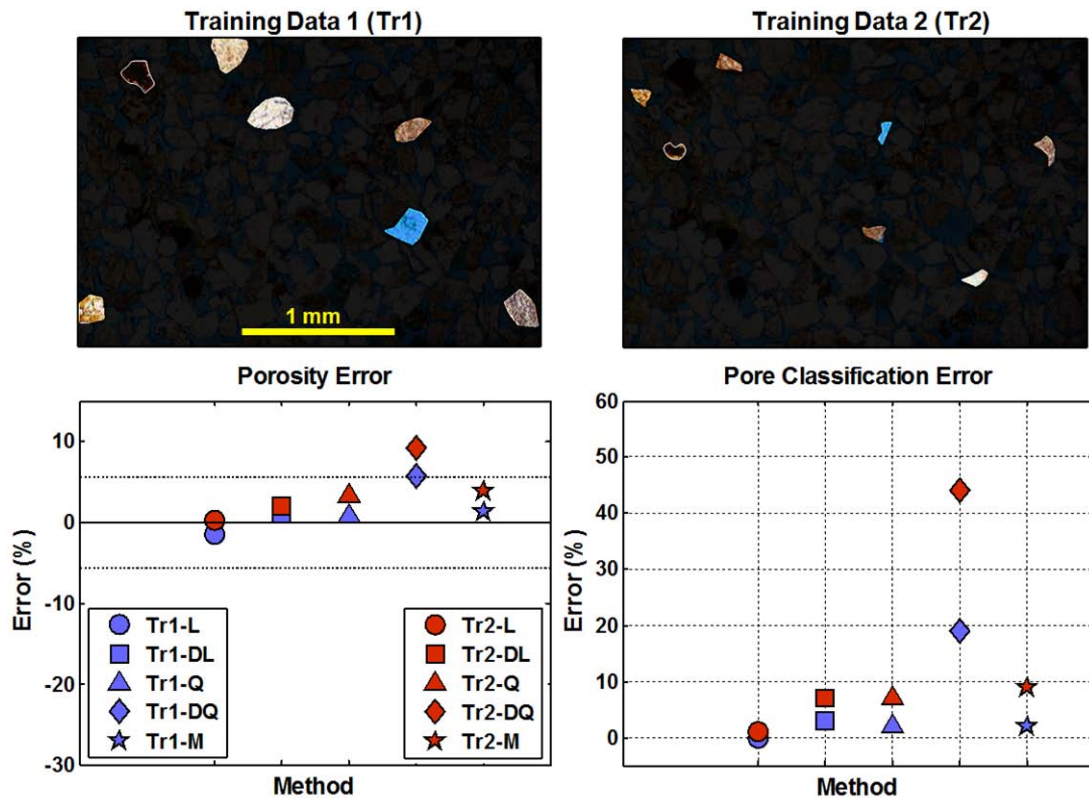 Training Data 1 (Tr1)
Training Data 2 (Tr2)
1 mm
Porosity Error
Error (%)
10
0
-10
-20
-30
Tr1-L
Tr1-DL
Tr1-Q
Tr1-DQ
Tr1-M
Tr2-L
Tr2-DL
Tr2-Q
Tr2-DQ
Tr2-M
Method
Pore Classification Error
Error (%)
60
50
40
30
20
10
0
Method